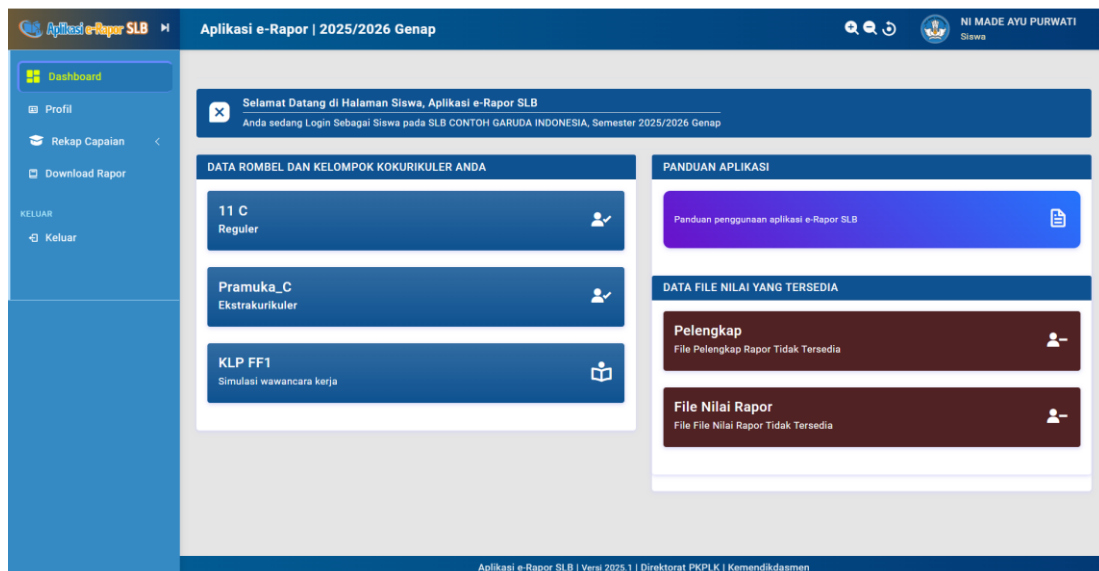 Aplikasi e-Rapor SLB
Aplikasi e-Rapor | 2025/2026 Genap
NI MADE AYU PURWATI
Siswa
Dashboard
Profil
Rekap Capaian
Download Rapor
KELUAR
Keluar
Selamat Datang di Halaman Siswa, Aplikasi e-Rapor SLB
Anda sedang Login Sebagai Siswa pada SLB CONTOH GARUDA INDONESIA, Semester 2025/2026 Genap
DATA ROMBEL DAN KELOMPOK KOKURIKULER ANDA
11 C
Reguler
Pramuka_C
Ekstrakurikuler
KLP FF1
Simulasi wawancara kerja
PANDUAN APLIKASI
Panduan penggunaan aplikasi e-Rapor SLB
DATA FILE NILAI YANG TERSEDIA
Pelengkap
File Pelengkap Rapor Tidak Tersedia
File Nilai Rapor
File File Nilai Rapor Tidak Tersedia
Aplikasi e-Rapor SLB | Versi 2025.1 | Direktorat PKPLK | Kemendikdasmen